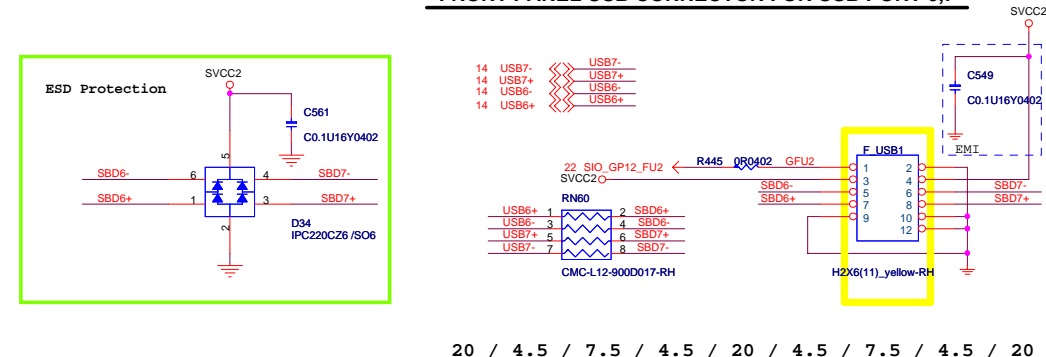 SVCC2
ESD Protection
SVCC2
C561
C0.1U16Y0402
5
SBD6-
6
4
SBD7-
SBD6+
1
3
SBD7+
2
D34
IPC220CZ6 /SO6
14 USB7-
USB7-
14 USB7+
USB7+
14 USB6-
USB6-
14 USB6+
USB6+
C549
C0.1U16Y0402
EMI
22 SIO_GP12_FU2
R445
0R0402
GFU2
SVCC2
F_USB1
1 2
3 4
5 6
7 8
9 10
12
SBD6-
SBD6+
SBD7-
SBD7+
H2X6(11)_yellow-RH
RN60
USB6+ 1 2 SBD6+
USB6- 3 4 SBD6-
USB7+ 5 6 SBD7+
USB7- 7 8 SBD7-
CMC-L12-900D017-RH
20 / 4.5 / 7.5 / 4.5 / 20 / 4.5 / 7.5 / 4.5 / 20